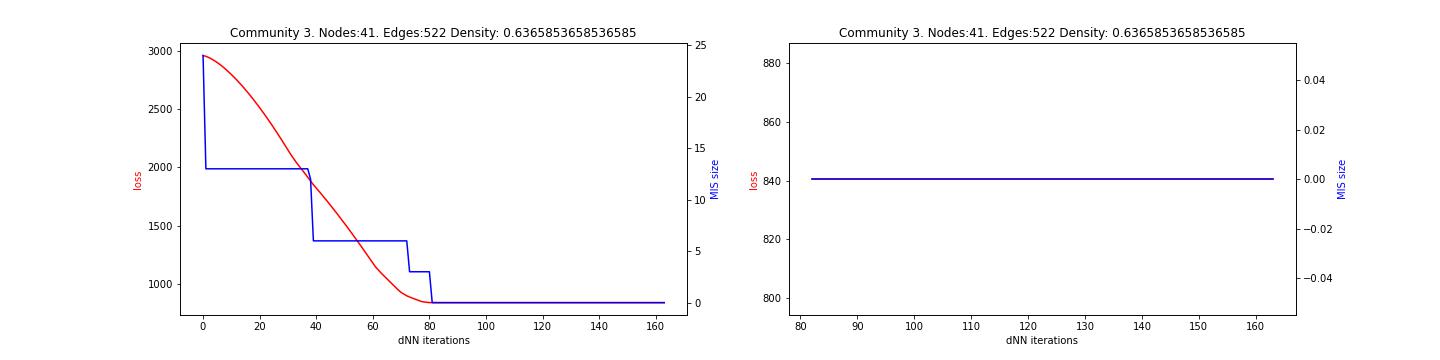 Community 3. Nodes:41. Edges:522 Density: 0.6365853658536585
3000
2500
2000
1500
1000
loss
25
20
15
10
5
0
MIS size
0 20 40 60 80 100 120 140 160
dNN iterations
Community 3. Nodes:41. Edges:522 Density: 0.6365853658536585
880
860
840
820
800
loss
0.04
0.02
0.00
−0.02
−0.04
MIS size
80 90 100 110 120 130 140 150 160
dNN iterations